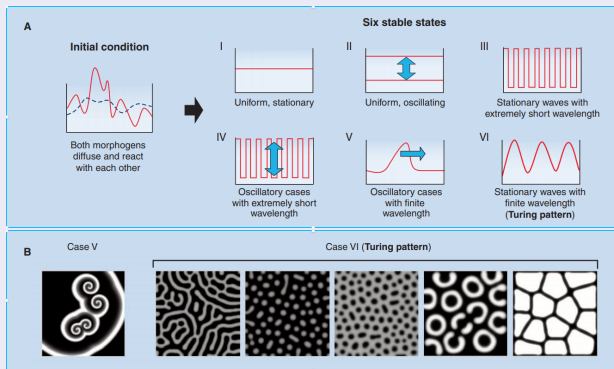 A
Six stable states
Initial condition
Both morphogens
diffuse and react
with each other
I
Uniform, stationary
II
Uniform, oscillating
III
Stationary waves with
extremely short wavelength
IV
Oscillatory cases
with extremely short
wavelength
V
Oscillatory cases
with finite
wavelength
VI
Stationary waves with
finite wavelength
(Turing pattern)
B
Case V
Case VI (Turing pattern)